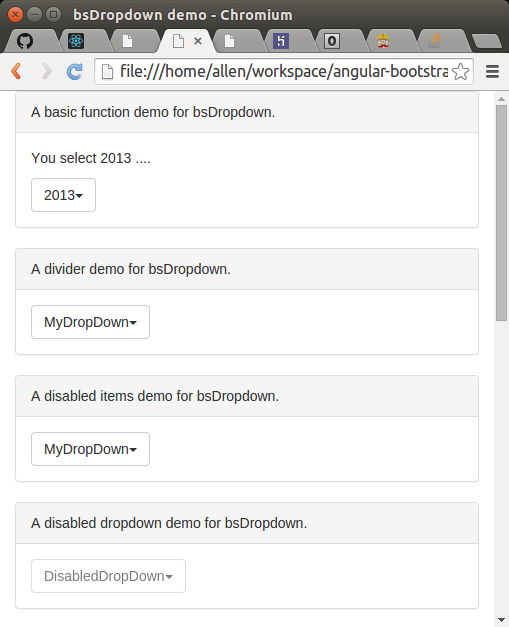 bsDropdown demo - Chromium
file:///home/allen/workspace/angular-bootstra
A basic function demo for bsDropdown.
You select 2013 ....
2013
A divider demo for bsDropdown.
MyDropDown
A disabled items demo for bsDropdown.
MyDropDown
A disabled dropdown demo for bsDropdown.
DisabledDropDown